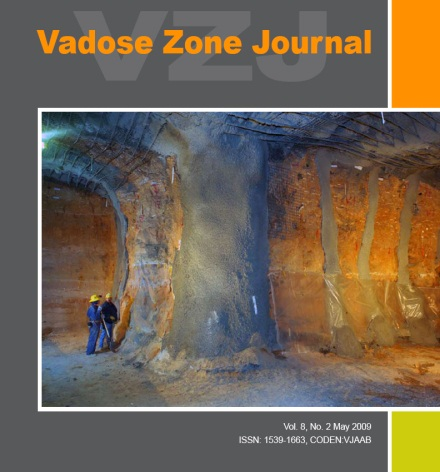 VZJ
Vadose Zone Journal
Vol. 8, No. 2 May 2009
ISSN: 1539-1663, CODEN:VJAAB